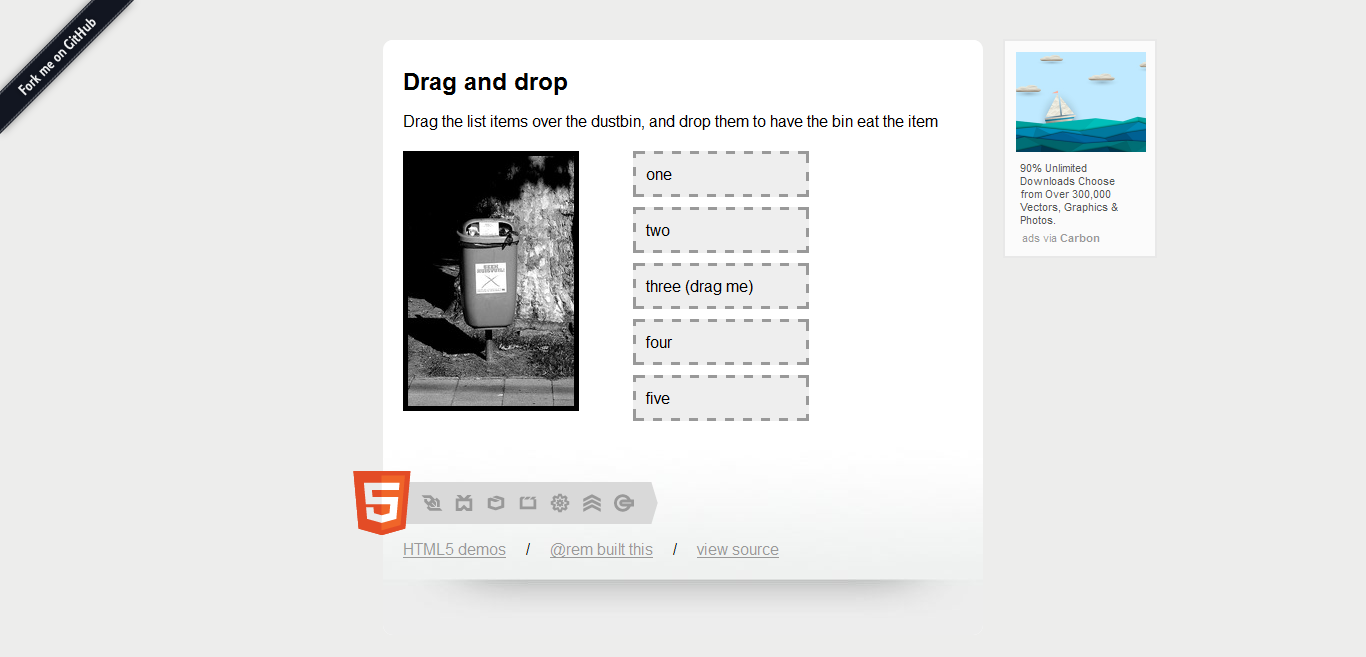 Fork me on GitHub
Drag and drop
Drag the list items over the dustbin, and drop them to have the bin eat the item
one
two
three (drag me)
four
five
90% Unlimited
Downloads Choose
from Over 300,000
Vectors, Graphics &
Photos.
ads via Carbon
5
HTML5 demos / @rem built this / view source